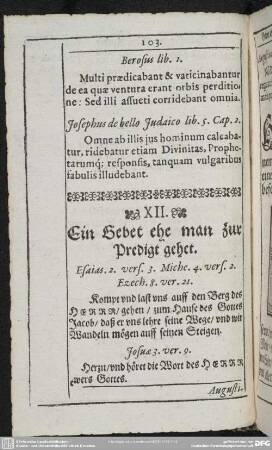 103.
Berosus lib. 1.
Multi prædicabant & vaticinabantur
de ea quæ ventura erant orbis perditio
ne: Sed illi assueti corridebant omnia.
Josephus de bello Judaico lib. 5. Cap. 2.
Omne ab illis jus hominum calcaba-
tur, ridebatur etiam Divinitas, Prophe-
tarumq; responsis, tanquam vulgaribus
fabulis illudebant.
XII.
Ein Gebet ehe man zur
Predigt gehet.
Esaias. 2. vers. 3. Miche. 4. vers. 2.
Ezech. 8. ver. 21.
Kompt vnd last vns auff den Berg des
HERRN/ gehen / zum Hause des Gottes
Jacob/ daß er vns lehre seine Wege/ vnd wir
Wandeln mögen auff seinen Steigen.
Josuæ 3. ver. 9.
Herzu/ vnd höret die Wort des HERRN
ewers Gottes.
Augusti-